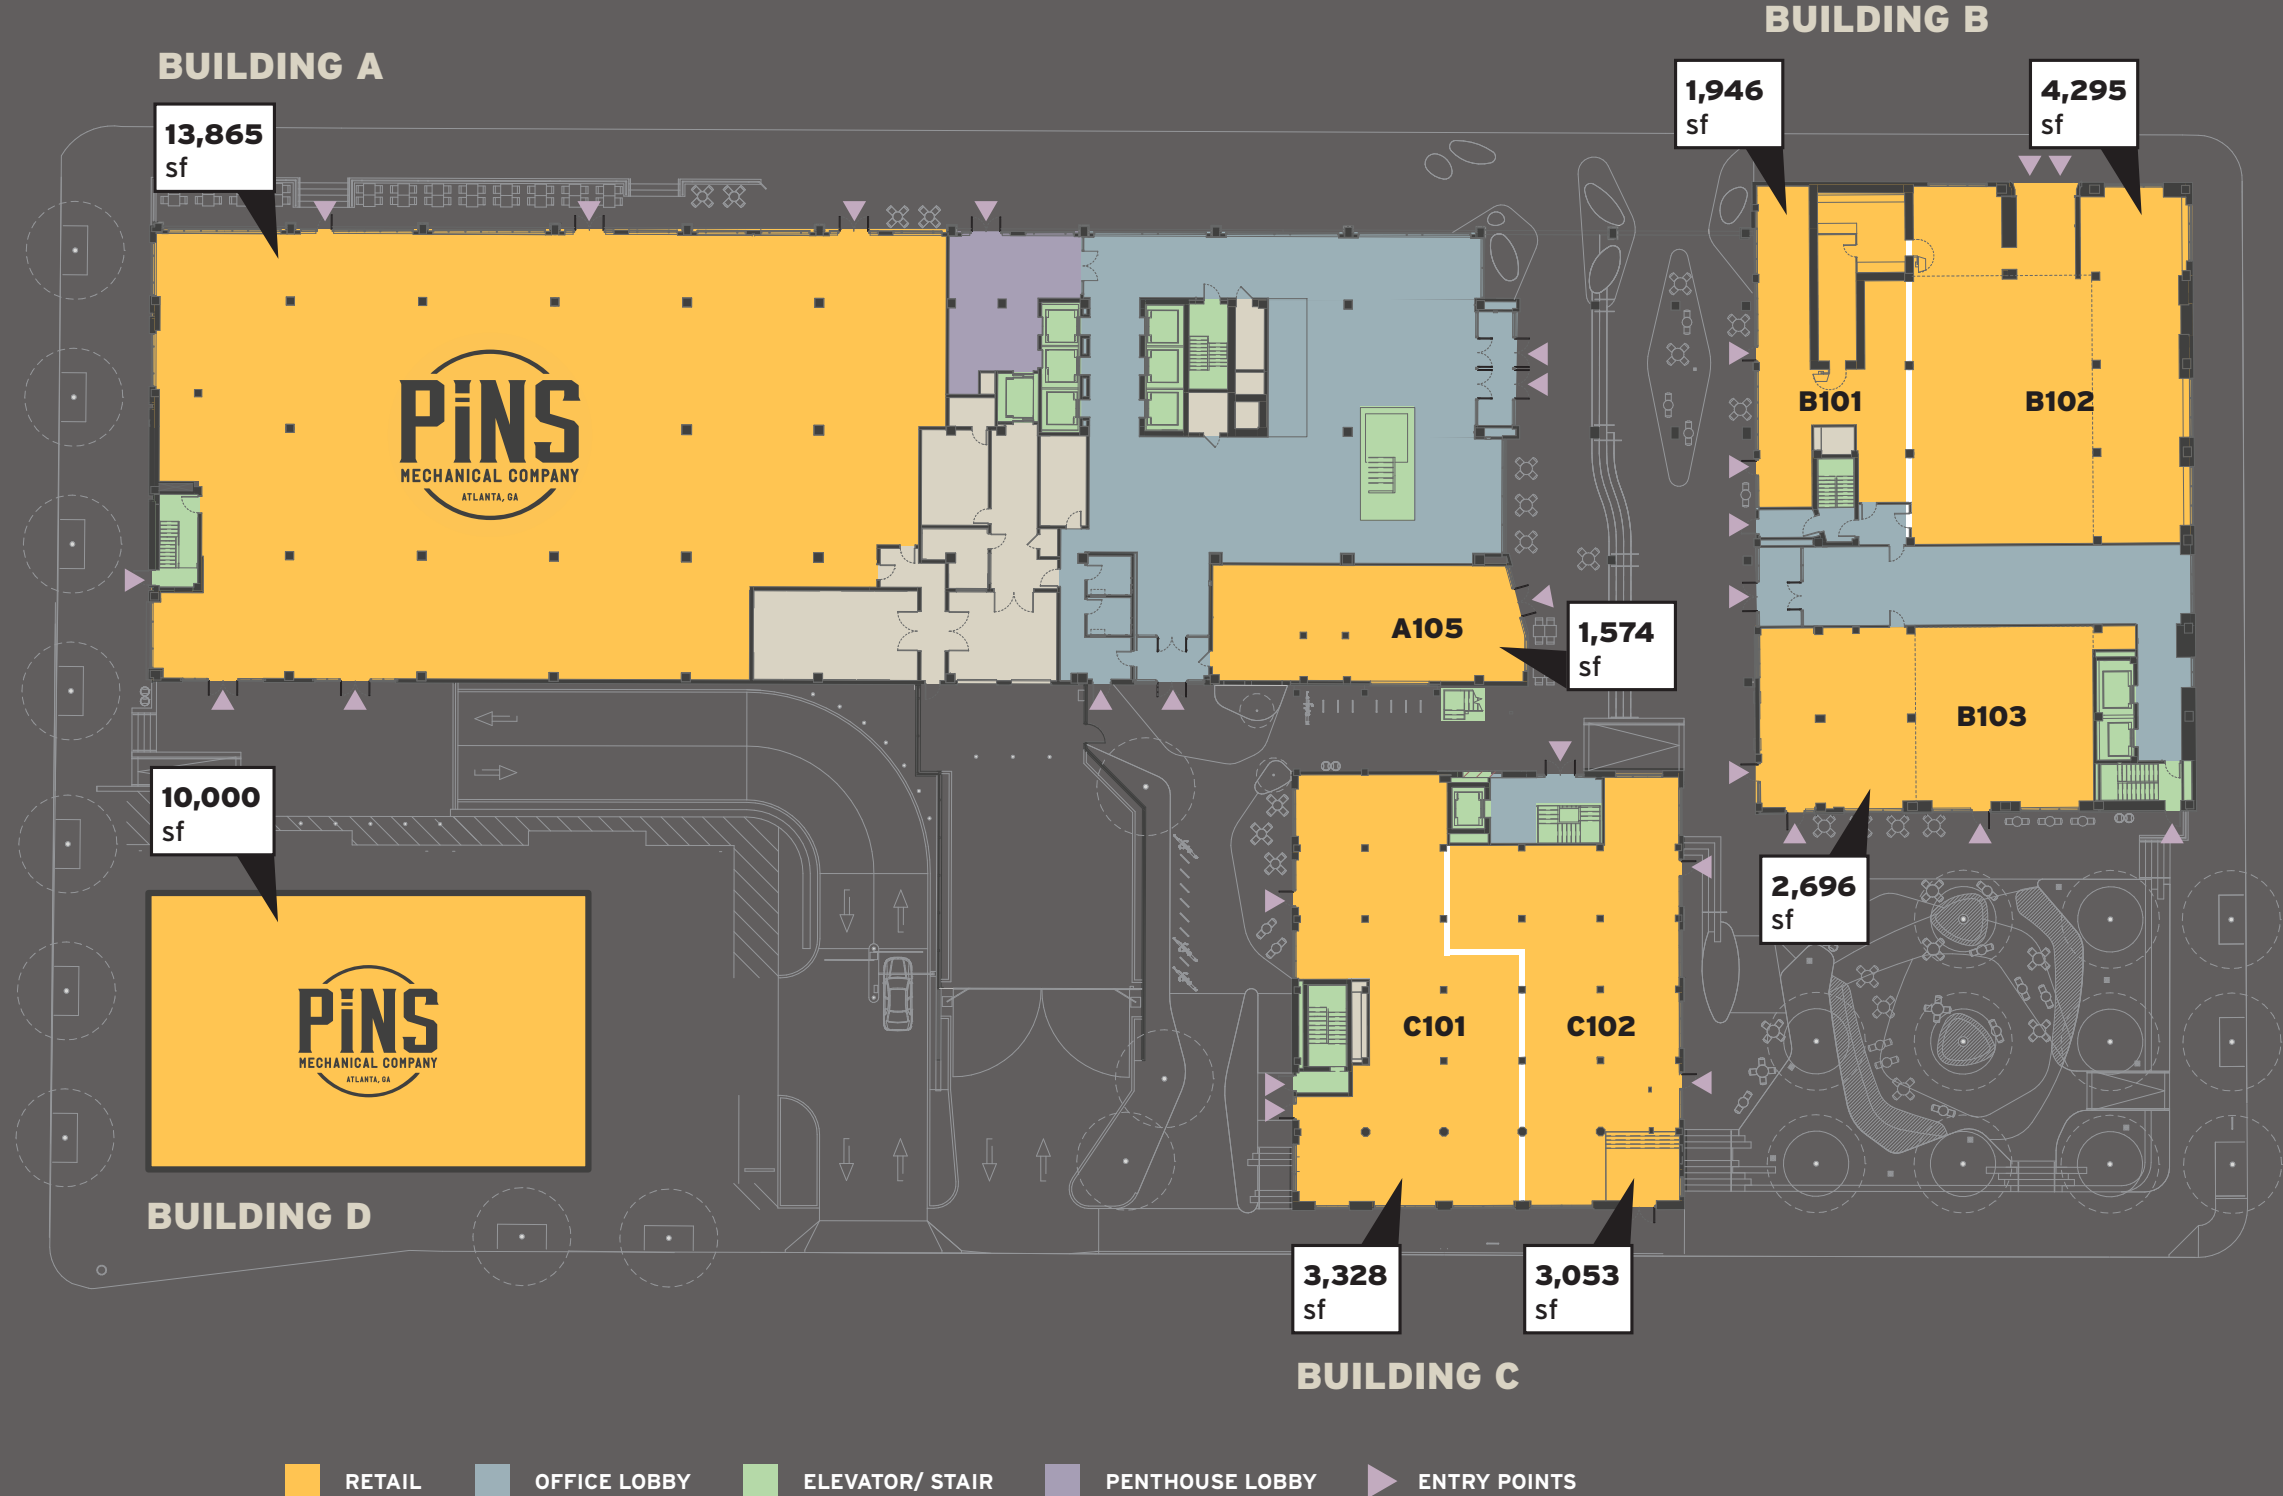 BUILDING B
BUILDING A
13,865
sf
1,946
sf
4,295
sf
PiNS
MECHANICAL COMPANY
ATLANTA, GA
B101
B102
A105
1,574
sf
B103
10,000
sf
2,696
sf
PiNS
MECHANICAL COMPANY
ATLANTA, GA
C101
C102
BUILDING D
3,328
sf
3,053
sf
BUILDING C
RETAIL
OFFICE LOBBY
ELEVATOR/ STAIR
PENTHOUSE LOBBY
ENTRY POINTS